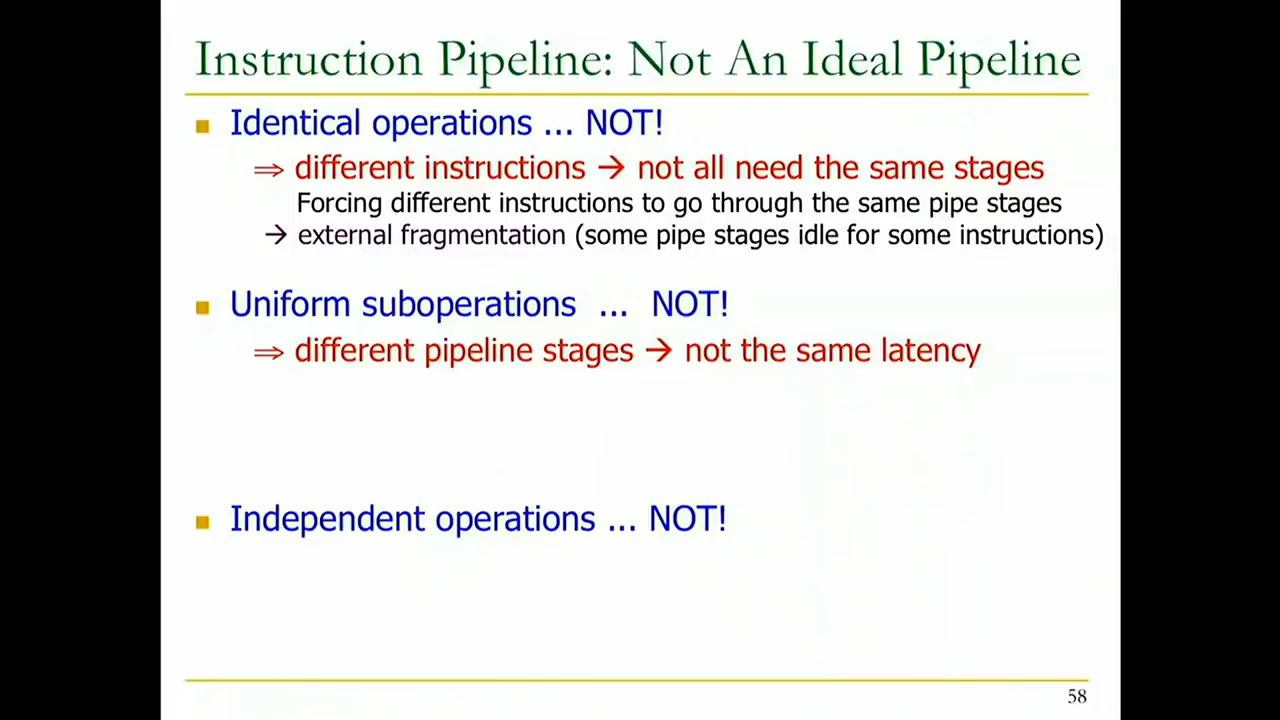 Instruction Pipeline: Not An Ideal Pipeline
Identical operations ... NOT!
⇒ different instructions → not all need the same stages
Forcing different instructions to go through the same pipe stages
→ external fragmentation (some pipe stages idle for some instructions)
Uniform suboperations ... NOT!
⇒ different pipeline stages → not the same latency
Independent operations ... NOT!
58